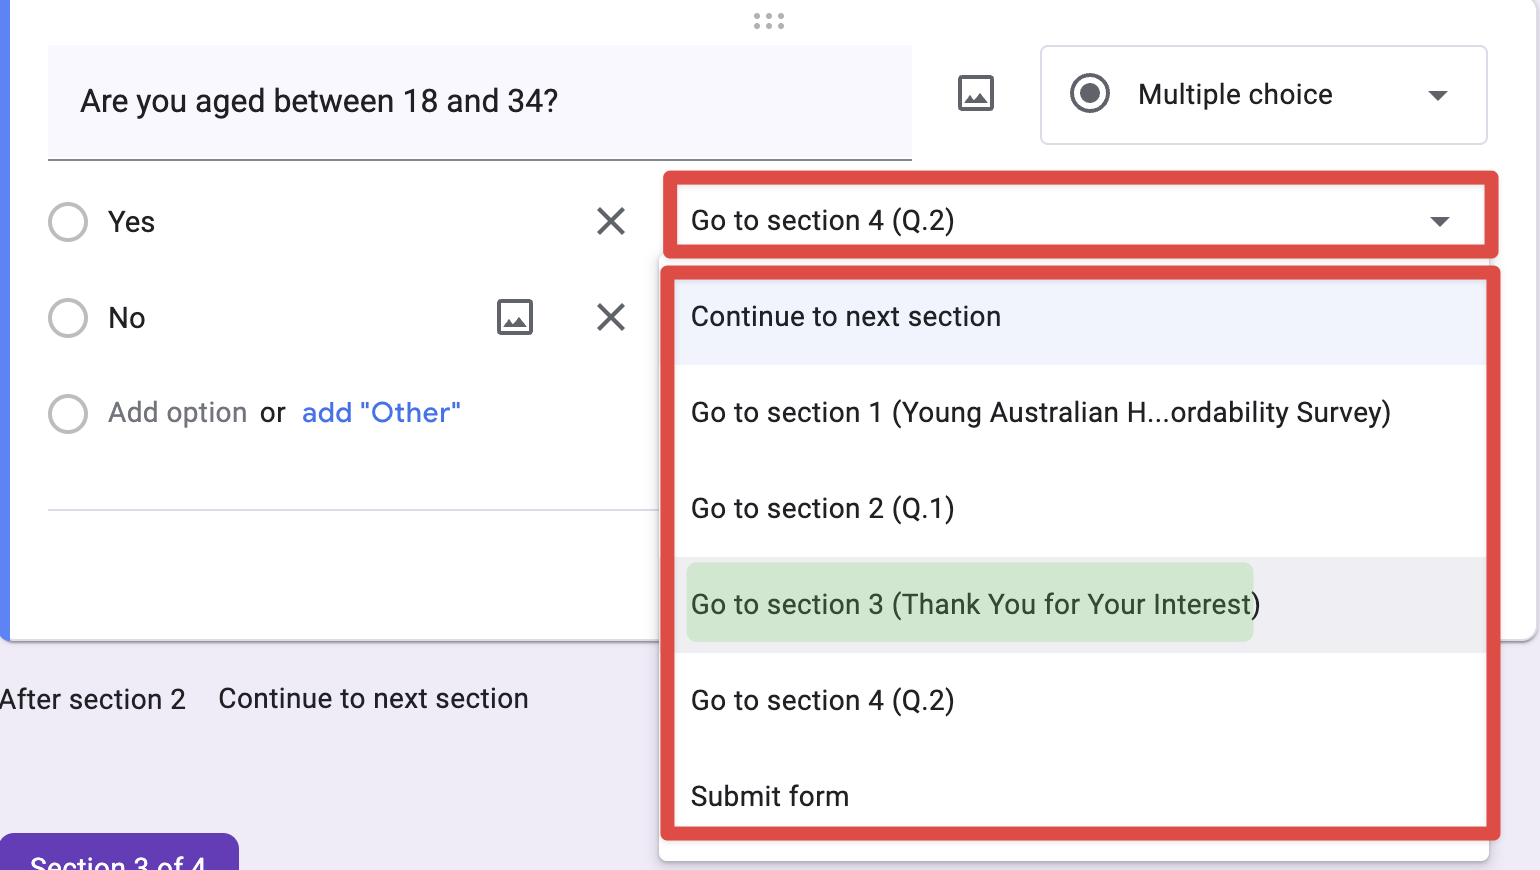 Are you aged between 18 and 34?
Multiple choice
Yes
Go to section 4 (Q.2)
No
Continue to next section
Add option or add "Other"
Go to section 1 (Young Australian H...ordability Survey)
Go to section 2 (Q.1)
Go to section 3 (Thank You for Your Interest)
After section 2 Continue to next section
Go to section 4 (Q.2)
Submit form
Section 3 of 4